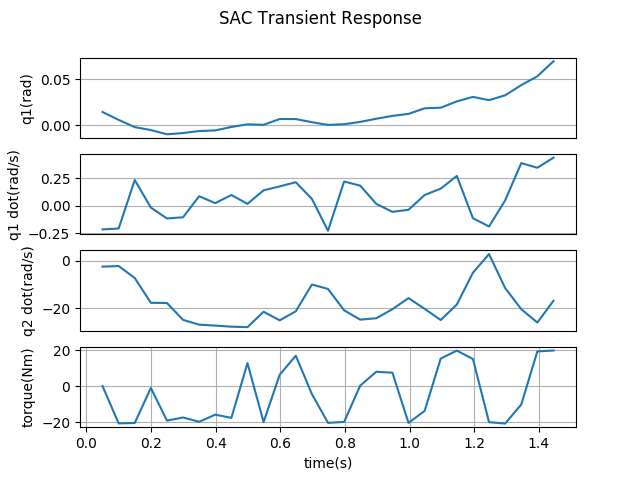 SAC Transient Response
q1(rad)
0.05
0.00
q1 dot(rad/s)
0.25
0.00
−0.25
q2 dot(rad/s)
0
−20
torque(Nm)
20
0
−20
0.0 0.2 0.4 0.6 0.8 1.0 1.2 1.4
time(s)